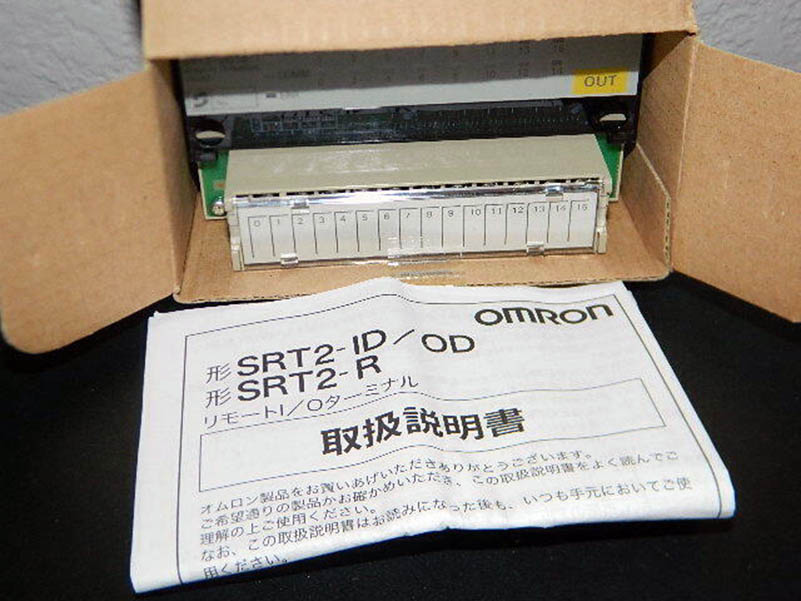 OUT
0 1 2 3 4 5 6 7 8 9 10 11 12 13 14 15
OMRON
形 SRT2-ID/OD
形 SRT2-R
リモートI/Oターミナル
取扱説明書
オムロン製品をお買いあげいただきありがとうございます。
ご希望通りの製品かお確かめいただき、この取扱説明書をよく読んでご
理解の上ご使用ください。
なお、この取扱説明書はお読みになった後も、いつも手元においてご使
用ください。